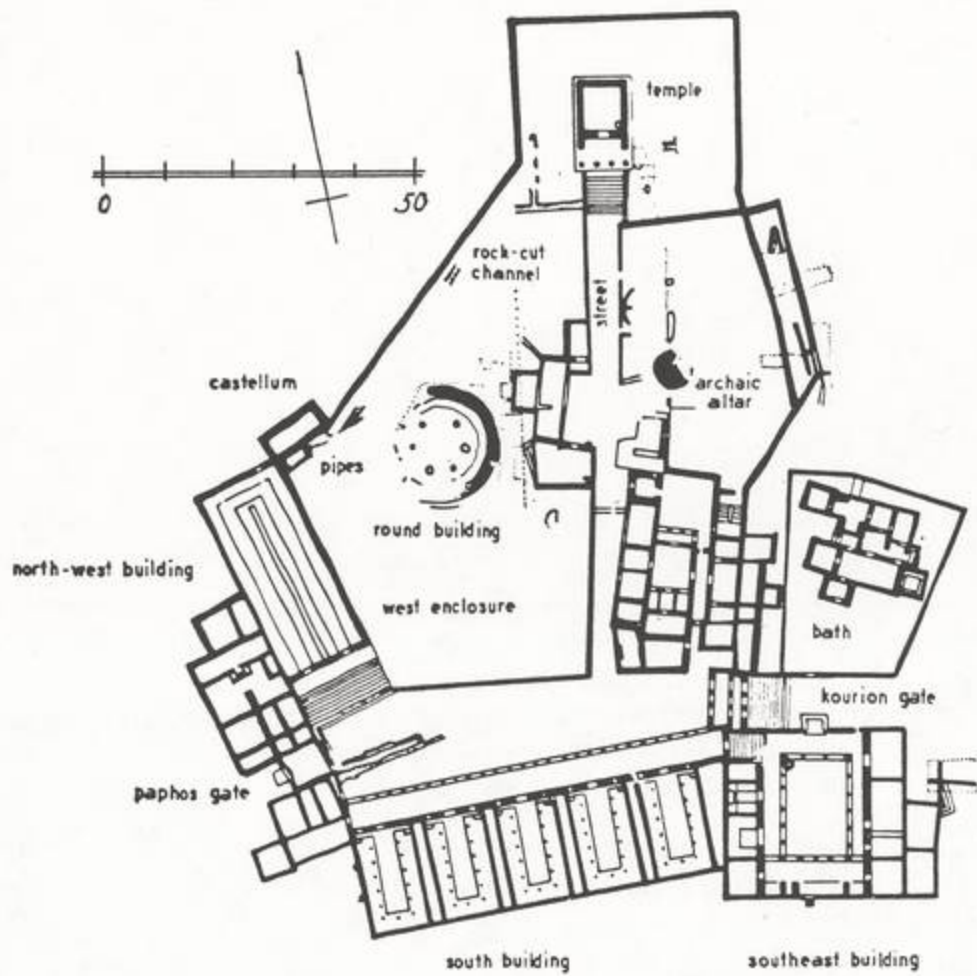 temple
0
50
rock-cut
channel
street
A
castellum
archaic
altar
pipes
round building
C
north-west building
west enclosure
bath
kourion gate
paphos gate
south building
southeast building